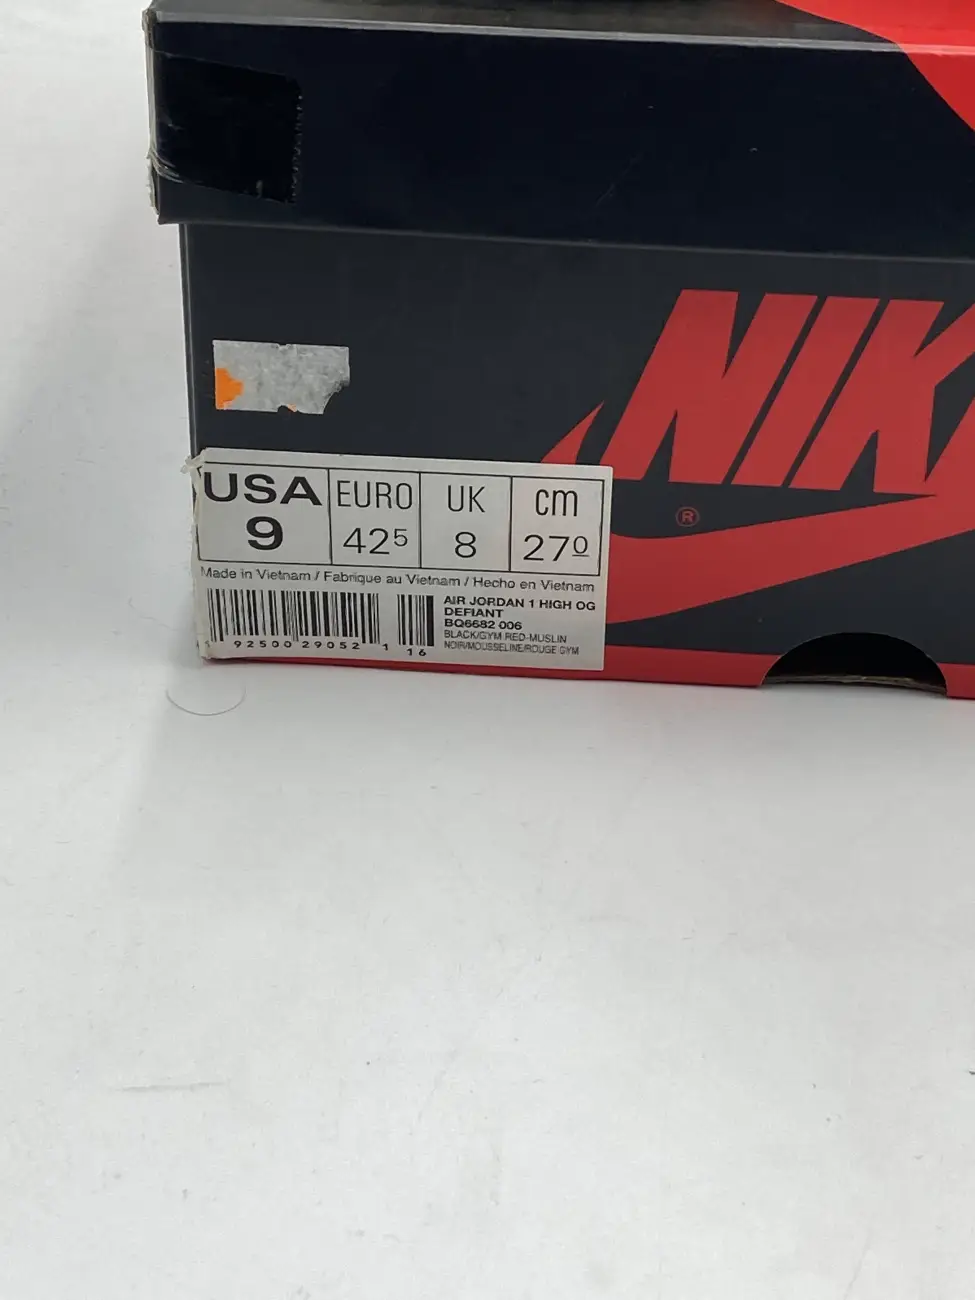 NIK
®
USA EURO UK cm
9 42 5 8 27 0
Made in Vietnam / Fabrique au Vietnam / Hecho en Vietnam
AIR JORDAN 1 HIGH OG
DEFIANT
BQ6682 006
BLACK/GYM RED-MUSLIN
NOIR/MOUSSELINE/ROUGE GYM
1 92500 29052 1 16